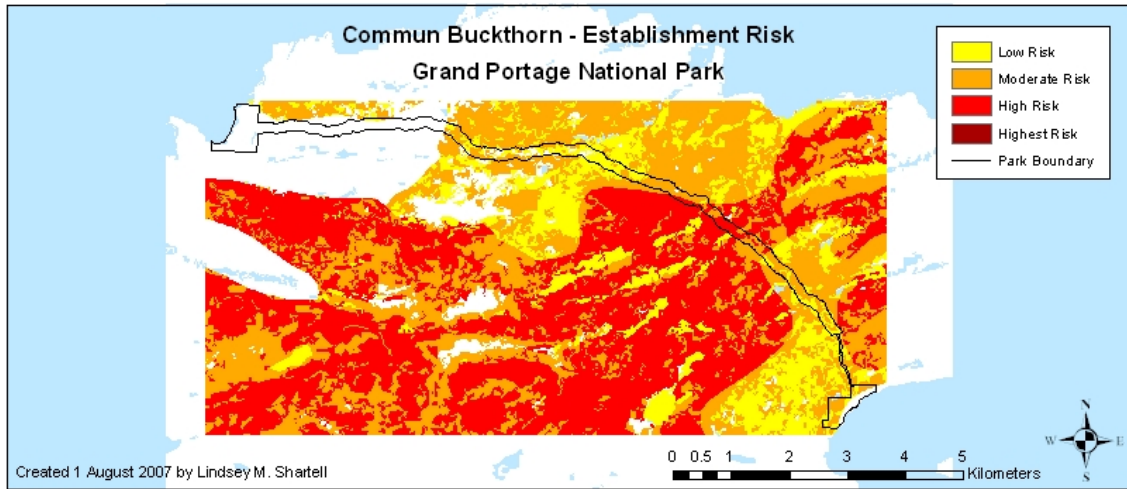 Commun Buckthorn - Establishment Risk
Grand Portage National Park
Low Risk
Moderate Risk
High Risk
Highest Risk
Park Boundary
Created 1 August 2007 by Lindsey M. Shartell
0 0.5 1 2 3 4 5
Kilometers
N
W E
S